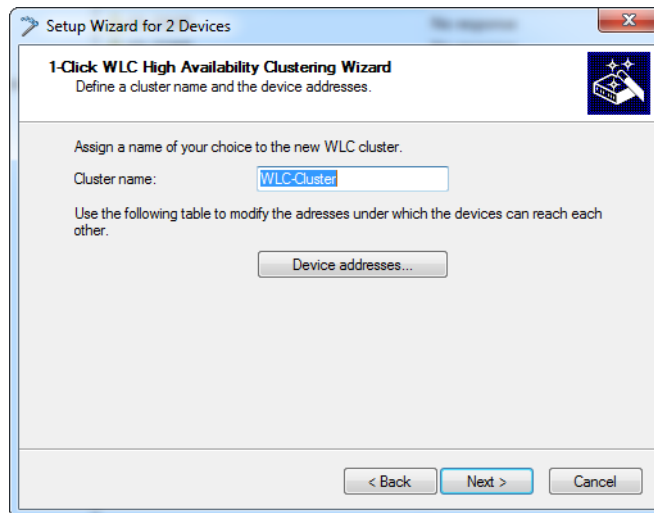 Setup Wizard for 2 Devices
No response
1-Click WLC High Availability Clustering Wizard
Define a cluster name and the device addresses.
Assign a name of your choice to the new WLC cluster.
Cluster name:
WLC-Cluster
Use the following table to modify the adresses under which the devices can reach each
other.
Device addresses...
< Back
Next >
Cancel